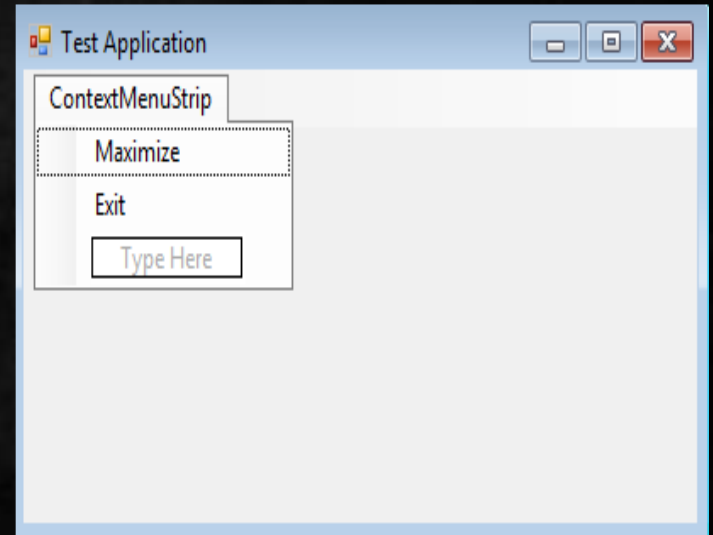 Test Application
ContextMenuStrip
Maximize
Exit
Type Here